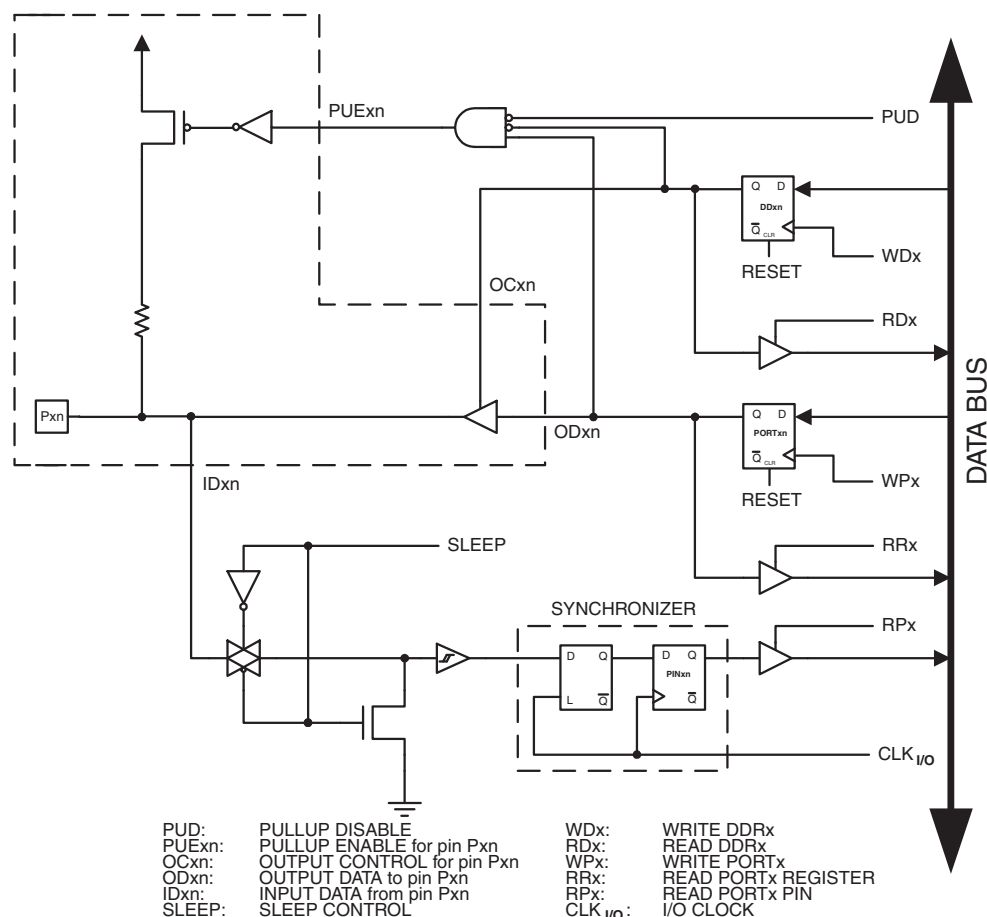 PUExn
PUD
Q D
DDxn
Q CLR
WDx
RESET
OCxn
RDx
Pxn
Q D
ODxn
PORTxn
Q CLR
IDxn
WPx
RESET
DATA BUS
SLEEP
RRx
SYNCHRONIZER
RPx
D Q
D Q
PINxn
L Q
Q
CLK I/O
PUD: PULLUP DISABLE
PUExn: PULLUP ENABLE for pin Pxn
OCxn: OUTPUT CONTROL for pin Pxn
ODxn: OUTPUT DATA to pin Pxn
IDxn: INPUT DATA from pin Pxn
SLEEP: SLEEP CONTROL
WDx: WRITE DDRx
RDx: READ DDRx
WPx: WRITE PORTx
RRx: READ PORTx REGISTER
RPx: READ PORTx PIN
CLK I/O: I/O CLOCK